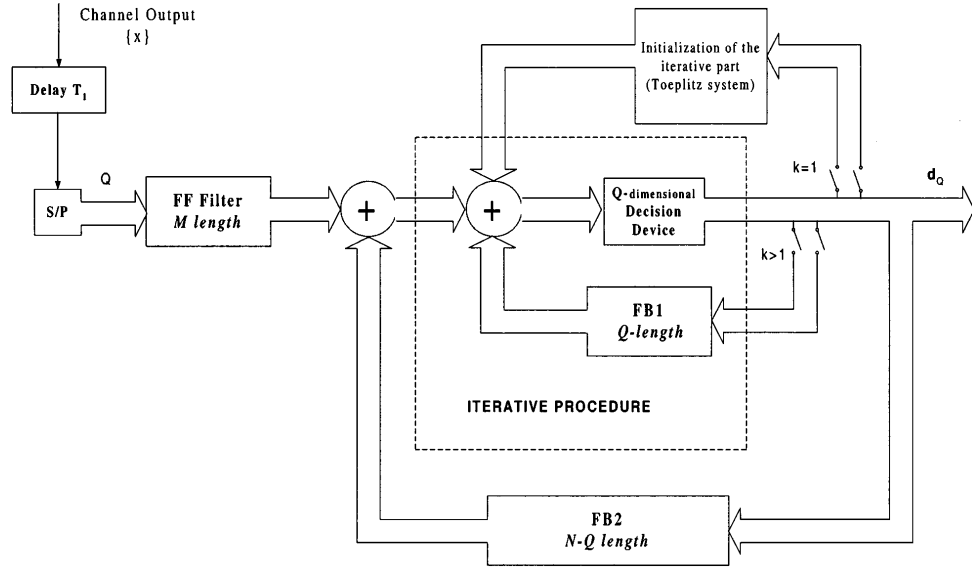 Channel Output
{x}
Delay T1
S/P
Q
FF Filter
M length
+
+
Initialization of the
iterative part
(Toeplitz system)
Q-dimensional
Decision
Device
k=1
dQ
k>1
FB1
Q-length
ITERATIVE PROCEDURE
FB2
N-Q length